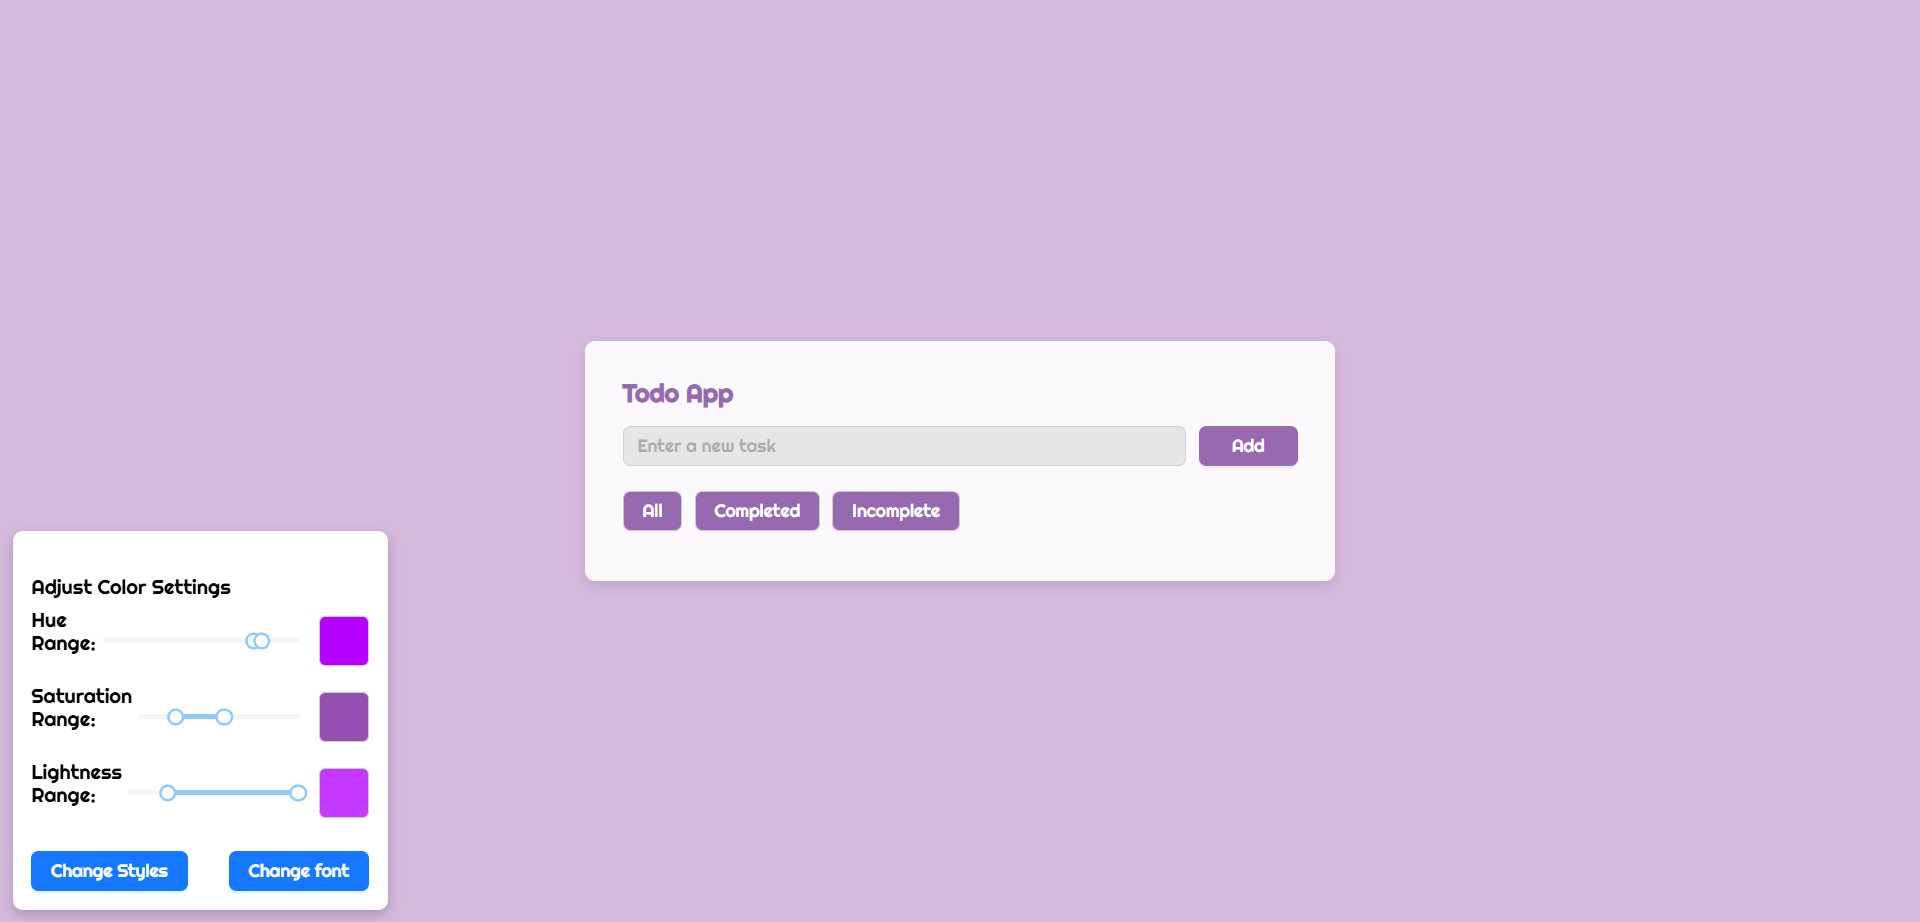 Todo App
Enter a new task
Add
All
Completed
Incomplete
Adjust Color Settings
Hue
Range:
Saturation
Range:
Lightness
Range:
Change Styles
Change font